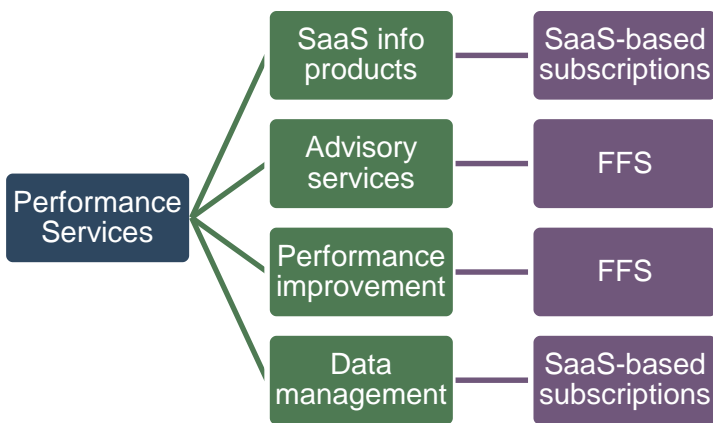 SaaS info
products
SaaS-based
subscriptions
Advisory
services
FFS
Performance
Services
Performance
improvement
FFS
Data
management
SaaS-based
subscriptions